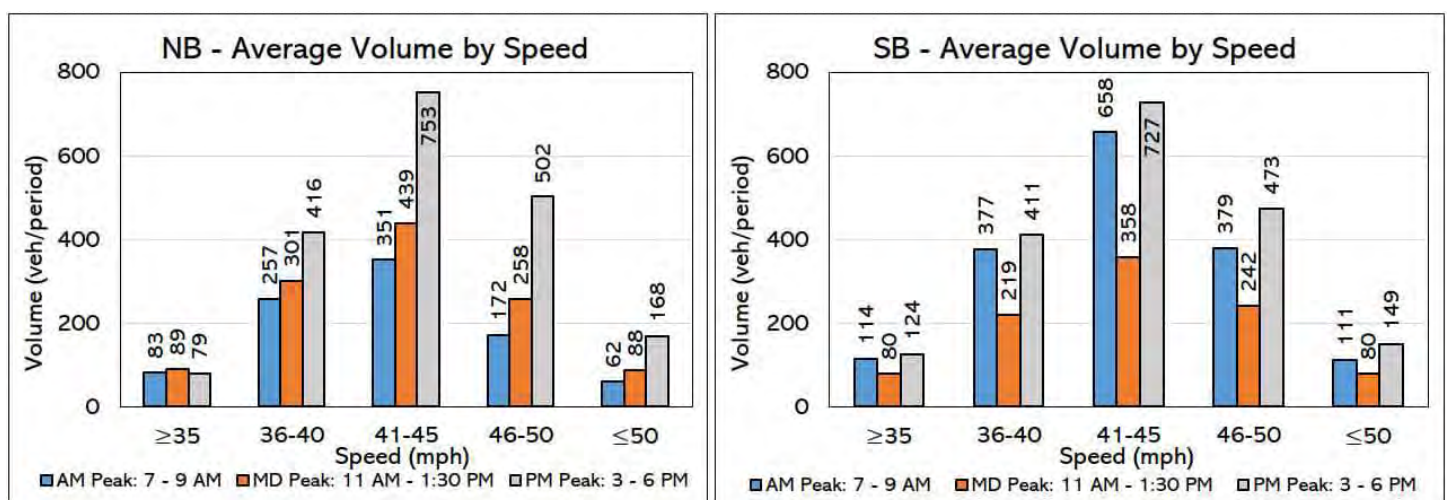 NB - Average Volume by Speed
Volume (veh/period)
800
600
400
200
0
83 89 79
257 301 416
351 439 753
172 258 502
62 88 168
≥35 36-40 41-45 46-50 ≤50
Speed (mph)
AM Peak: 7 - 9 AM MD Peak: 11 AM - 1:30 PM PM Peak: 3 - 6 PM
SB - Average Volume by Speed
Volume (veh/period)
800
600
400
200
0
114 80 124
377 219 411
658 358 727
379 242 473
111 80 149
≥35 36-40 41-45 46-50 ≤50
Speed (mph)
AM Peak: 7 - 9 AM MD Peak: 11 AM - 1:30 PM PM Peak: 3 - 6 PM